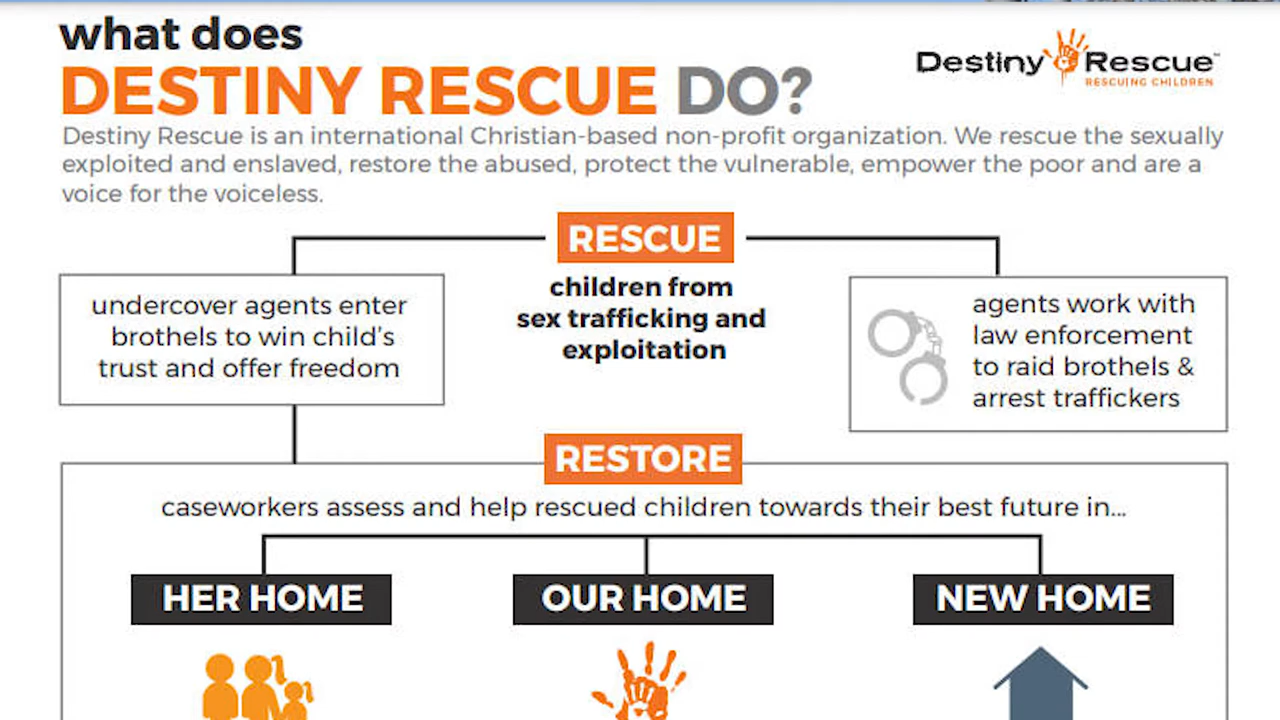 what does
DESTINY RESCUE DO?
Destiny Rescue™
RESCUING CHILDREN
Destiny Rescue is an international Christian-based non-profit organization. We rescue the sexually
exploited and enslaved, restore the abused, protect the vulnerable, empower the poor and are a
voice for the voiceless.
RESCUE
children from
sex trafficking and
exploitation
undercover agents enter
brothels to win child's
trust and offer freedom
agents work with
law enforcement
to raid brothels &
arrest traffickers
RESTORE
caseworkers assess and help rescued children towards their best future in...
HER HOME
OUR HOME
NEW HOME